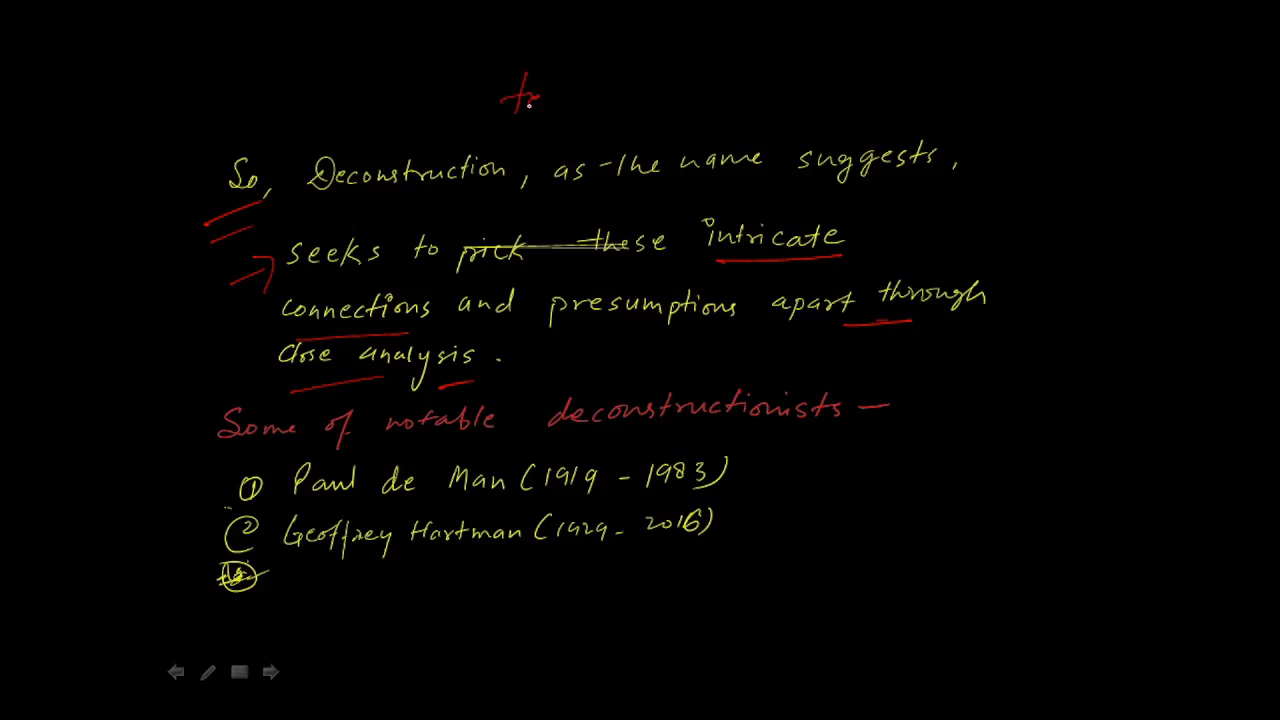 So, Deconstruction, as the name suggests,
seeks to pick these intricate
connections and presumptions apart through
close analysis.
Some of notable deconstructionists —
① Paul de Man (1919 - 1983)
② Geoffrey Hartman (1929 - 2016)